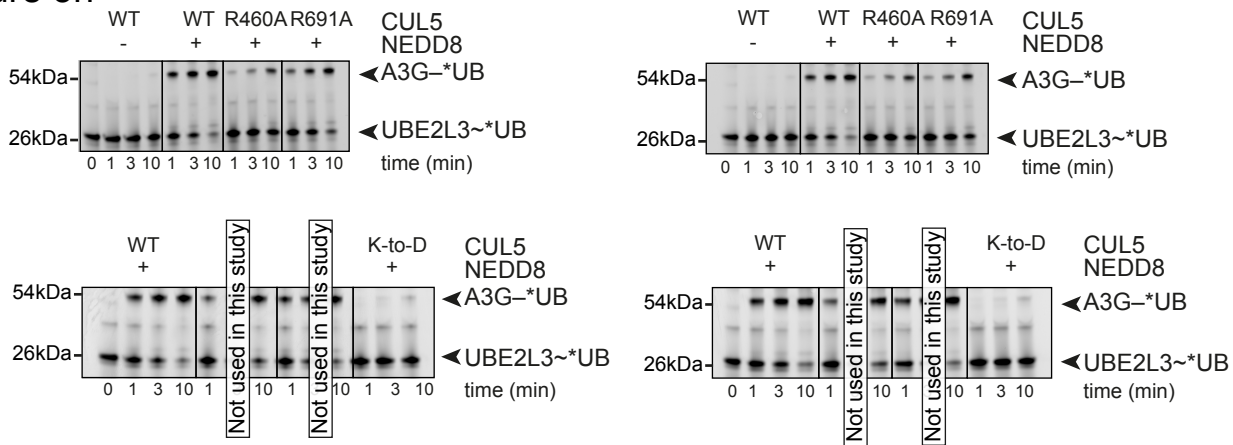 WT WT R460A R691A CUL5
- + + + NEDD8
54kDa A3G–*UB
26kDa UBE2L3~*UB
0 1 3 10 1 3 10 1 3 10 1 3 10 time (min)
WT WT R460A R691A CUL5
- + + + NEDD8
54kDa A3G–*UB
26kDa UBE2L3~*UB
0 1 3 10 1 3 10 1 3 10 1 3 10 time (min)
WT K-to-D CUL5
+ + NEDD8
54kDa A3G–*UB
26kDa UBE2L3~*UB
0 1 3 10 1 10 1 10 1 3 10 time (min)
Not used in this study
Not used in this study
WT K-to-D CUL5
+ + NEDD8
54kDa A3G–*UB
26kDa UBE2L3~*UB
0 1 3 10 1 10 1 10 1 3 10 time (min)
Not used in this study
Not used in this study